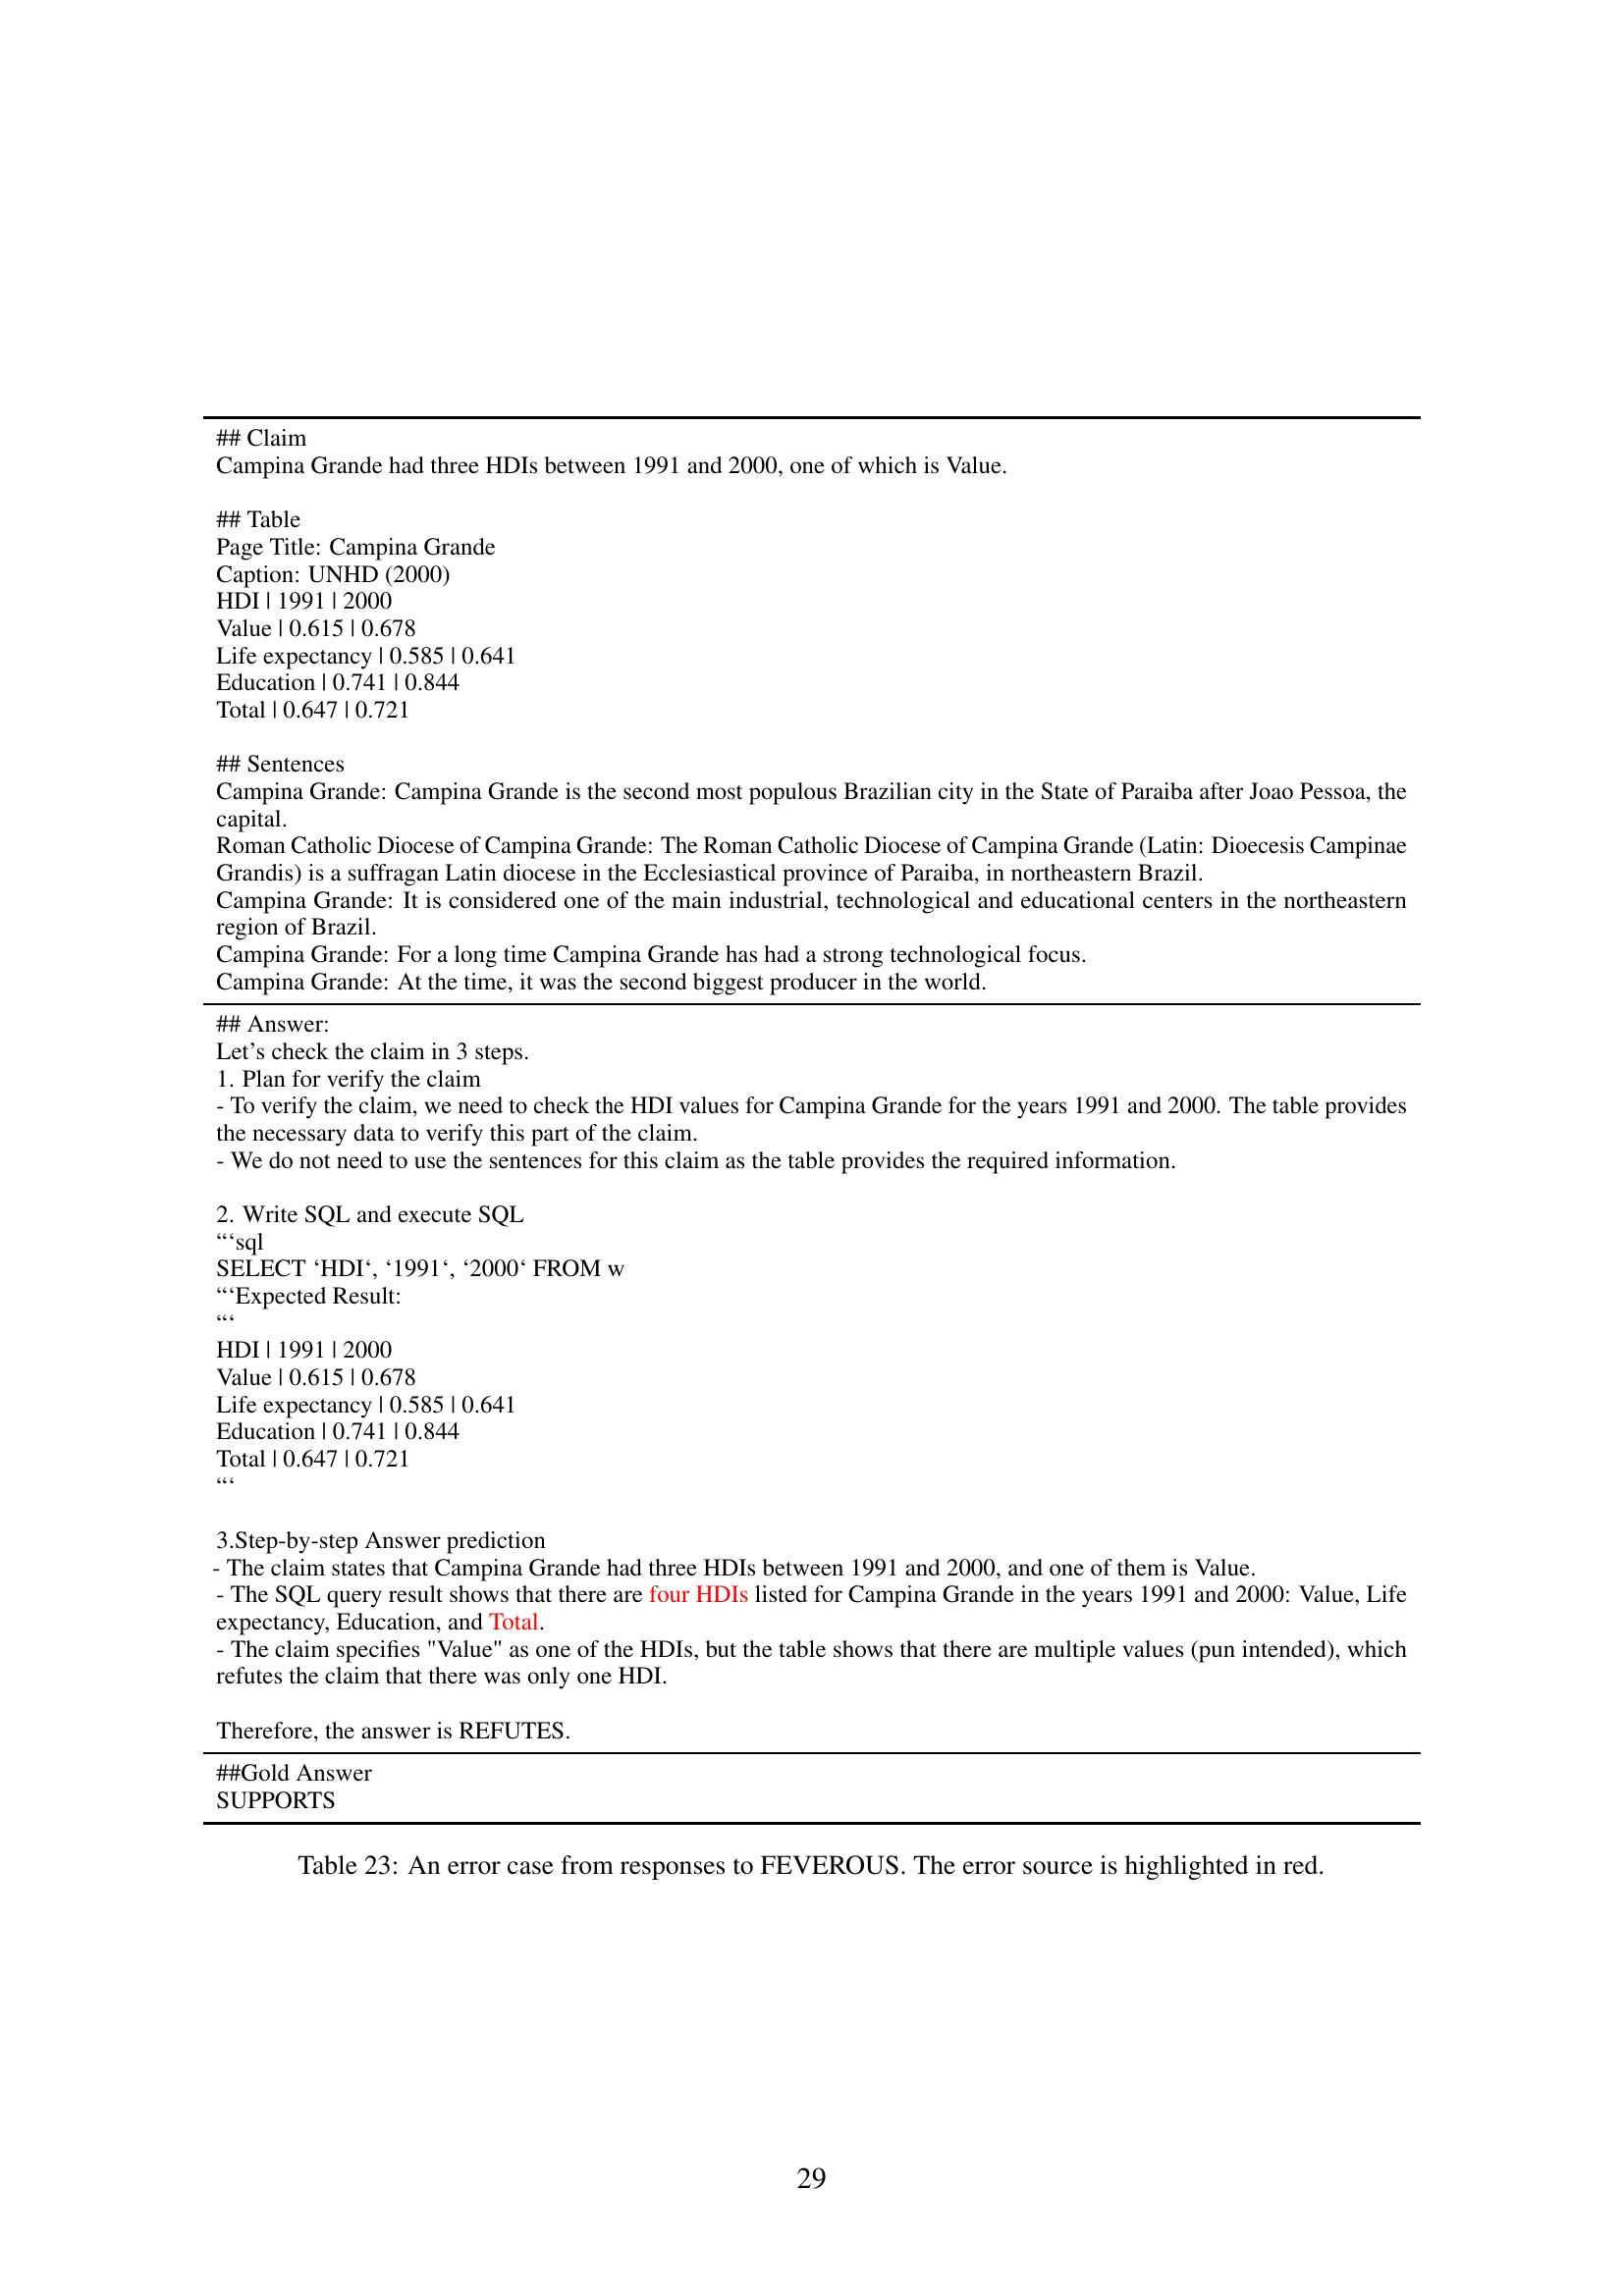 ## Claim
Campina Grande had three HDIs between 1991 and 2000, one of which is Value.
## Table
Page Title: Campina Grande
Caption: UNHD (2000)
HDI | 1991 | 2000
Value | 0.615 | 0.678
Life expectancy | 0.585 | 0.641
Education | 0.741 | 0.844
Total | 0.647 | 0.721
## Sentences
Campina Grande: Campina Grande is the second most populous Brazilian city in the State of Paraiba after Joao Pessoa, the
capital.
Roman Catholic Diocese of Campina Grande: The Roman Catholic Diocese of Campina Grande (Latin: Dioecesis Campinae
Grandis) is a suffragan Latin diocese in the Ecclesiastical province of Paraiba, in northeastern Brazil.
Campina Grande: It is considered one of the main industrial, technological and educational centers in the northeastern
region of Brazil.
Campina Grande: For a long time Campina Grande has had a strong technological focus.
Campina Grande: At the time, it was the second biggest producer in the world.
## Answer:
Let's check the claim in 3 steps.
1. Plan for verify the claim
- To verify the claim, we need to check the HDI values for Campina Grande for the years 1991 and 2000. The table provides
the necessary data to verify this part of the claim.
- We do not need to use the sentences for this claim as the table provides the required information.
2. Write SQL and execute SQL
“‘sql
SELECT ‘HDI‘, ‘1991‘, ‘2000‘ FROM w
“‘Expected Result:
“‘
HDI | 1991 | 2000
Value | 0.615 | 0.678
Life expectancy | 0.585 | 0.641
Education | 0.741 | 0.844
Total | 0.647 | 0.721
“‘
3.Step-by-step Answer prediction
- The claim states that Campina Grande had three HDIs between 1991 and 2000, and one of them is Value.
- The SQL query result shows that there are four HDIs listed for Campina Grande in the years 1991 and 2000: Value, Life
expectancy, Education, and Total.
- The claim specifies "Value" as one of the HDIs, but the table shows that there are multiple values (pun intended), which
refutes the claim that there was only one HDI.
Therefore, the answer is REFUTES.
##Gold Answer
SUPPORTS
Table 23: An error case from responses to FEVEROUS. The error source is highlighted in red.
29